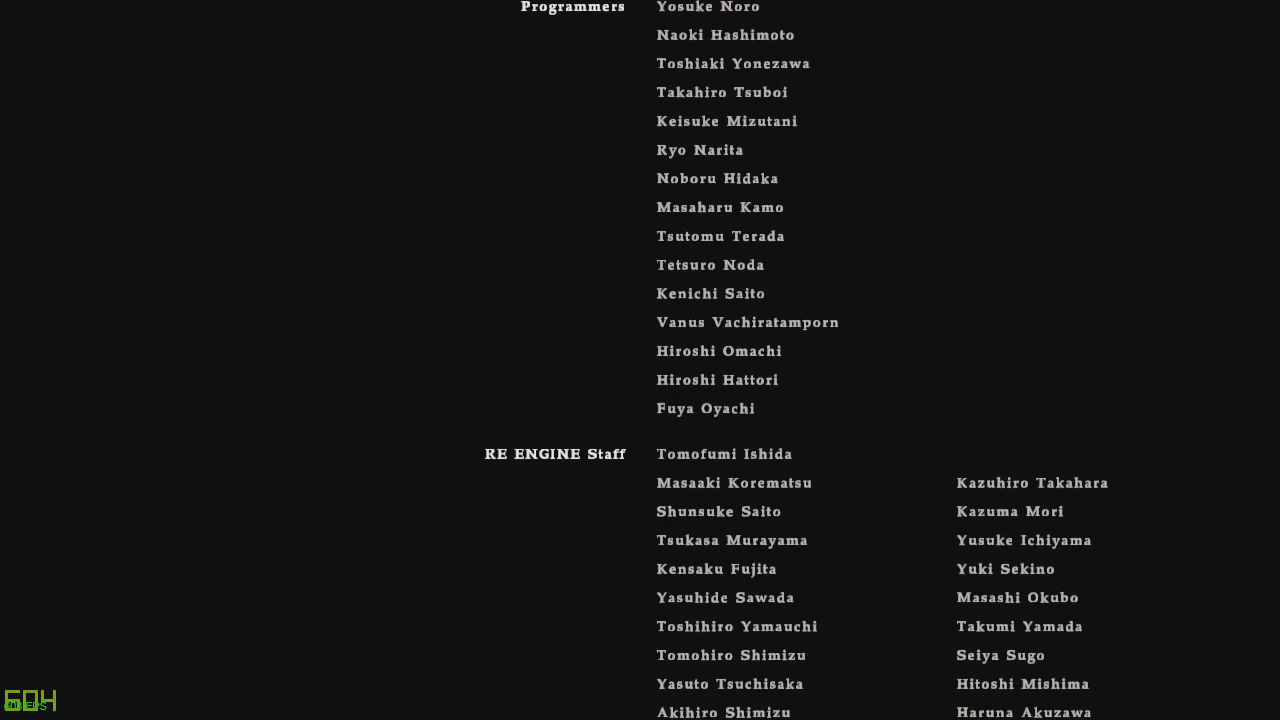 Programmers Yosuke Noro
Naoki Hashimoto
Toshiaki Yonezawa
Takahiro Tsuboi
Keisuke Mizutani
Ryo Narita
Noboru Hidaka
Masaharu Kamo
Tsutomu Terada
Tetsuro Noda
Kenichi Saito
Vanus Vachiratamporn
Hiroshi Omachi
Hiroshi Hattori
Fuya Oyachi
RE ENGINE Staff Tomofumi Ishida
Masaaki Korematsu Kazuhiro Takahara
Shunsuke Saito Kazuma Mori
Tsukasa Murayama Yusuke Ichiyama
Kensaku Fujita Yuki Sekino
Yasuhide Sawada Masashi Okubo
Toshihiro Yamauchi Takumi Yamada
Tomohiro Shimizu Seiya Sugo
Yasuto Tsuchisaka Hitoshi Mishima
Akihiro Shimizu Haruna Akuzawa
604
FPS